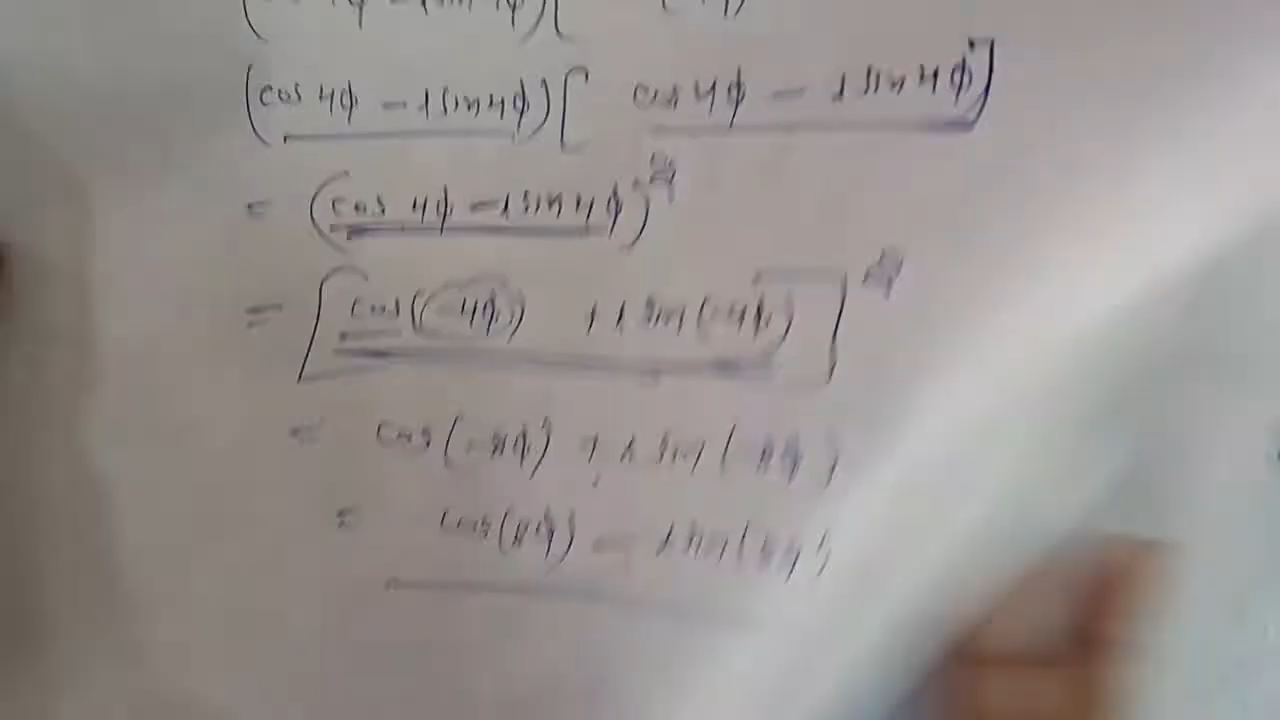 (cos 4φ - i sin 4φ) [ cos 4φ - i sin 4φ ]
= (cos 4φ - i sin 4φ)
= [ cos(-4φ) + i sin(-4φ) ]
= cos(-8φ) + i sin(-8φ)
= cos(8φ) - i sin(8φ)